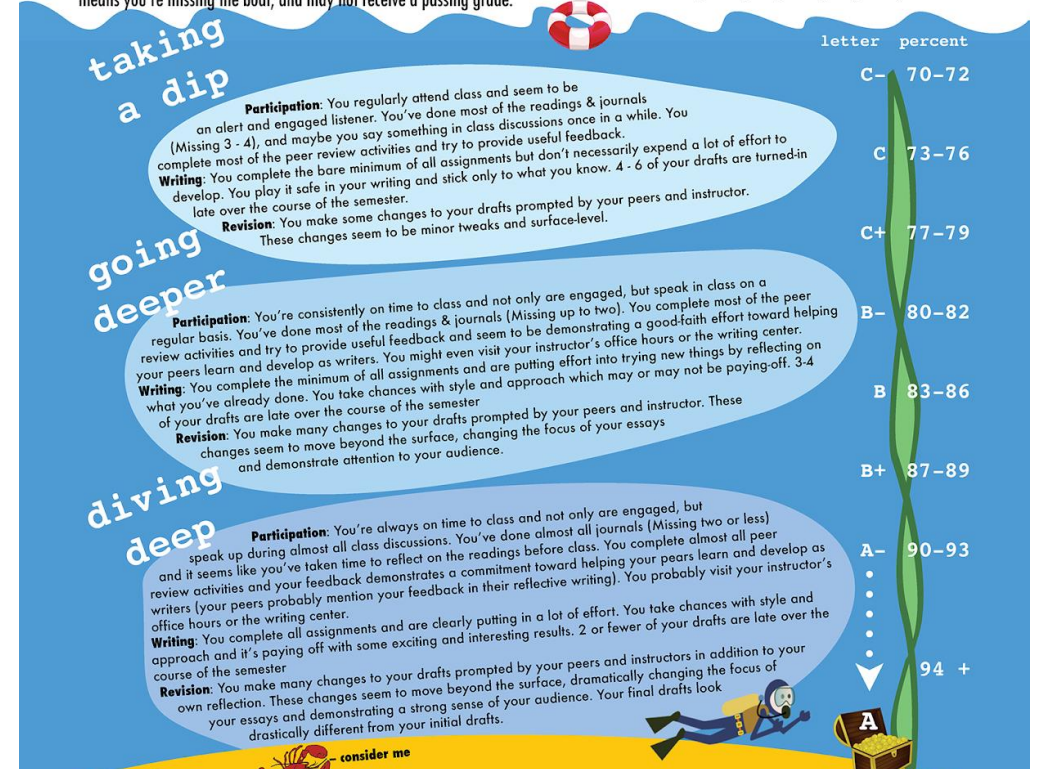 means you're missing the boat, and may not receive a passing grade.
letter percent
taking
a dip
Participation: You regularly attend class and seem to be
an alert and engaged listener. You've done most of the readings & journals
(Missing 3 - 4), and maybe you say something in class discussions once in a while. You
complete most of the peer review activities and try to provide useful feedback.
Writing: You complete the bare minimum of all assignments but don't necessarily expend a lot of effort to
develop. You play it safe in your writing and stick only to what you know. 4 - 6 of your drafts are turned-in
late over the course of the semester.
Revision: You make some changes to your drafts prompted by your peers and instructor.
These changes seem to be minor tweaks and surface-level.
going
deeper
Participation: You're consistently on time to class and not only are engaged, but speak in class on a
regular basis. You've done most of the readings & journals (Missing up to two). You complete most of the peer
review activities and try to provide useful feedback and seem to be demonstrating a good-faith effort toward helping
your peers learn and develop as writers. You might even visit your instructor's office hours or the writing center.
Writing: You complete the minimum of all assignments and are putting effort into trying new things by reflecting on
what you've already done. You take chances with style and approach which may or may not be paying-off. 3-4
of your drafts are late over the course of the semester
Revision: You make many changes to your drafts prompted by your peers and instructor. These
changes seem to move beyond the surface, changing the focus of your essays
and demonstrate attention to your audience.
diving
deep
Participation: You're always on time to class and not only are engaged, but
speak up during almost all class discussions. You've done almost all journals (Missing two or less)
and it seems like you've taken time to reflect on the readings before class. You complete almost all peer
review activities and your feedback demonstrates a commitment toward helping your pears learn and develop as
writers (your peers probably mention your feedback in their reflective writing). You probably visit your instructor's
office hours or the writing center.
Writing: You complete all assignments and are clearly putting in a lot of effort. You take chances with style and
approach and it's paying off with some exciting and interesting results. 2 or fewer of your drafts are late over the
course of the semester
Revision: You make many changes to your drafts prompted by your peers and instructors in addition to your
own reflection. These changes seem to move beyond the surface, dramatically changing the focus of
your essays and demonstrating a strong sense of your audience. Your final drafts look
drastically different from your initial drafts.
C- 70-72
C 73-76
C+ 77-79
B- 80-82
B 83-86
B+ 87-89
A- 90-93
94 +
A
consider me